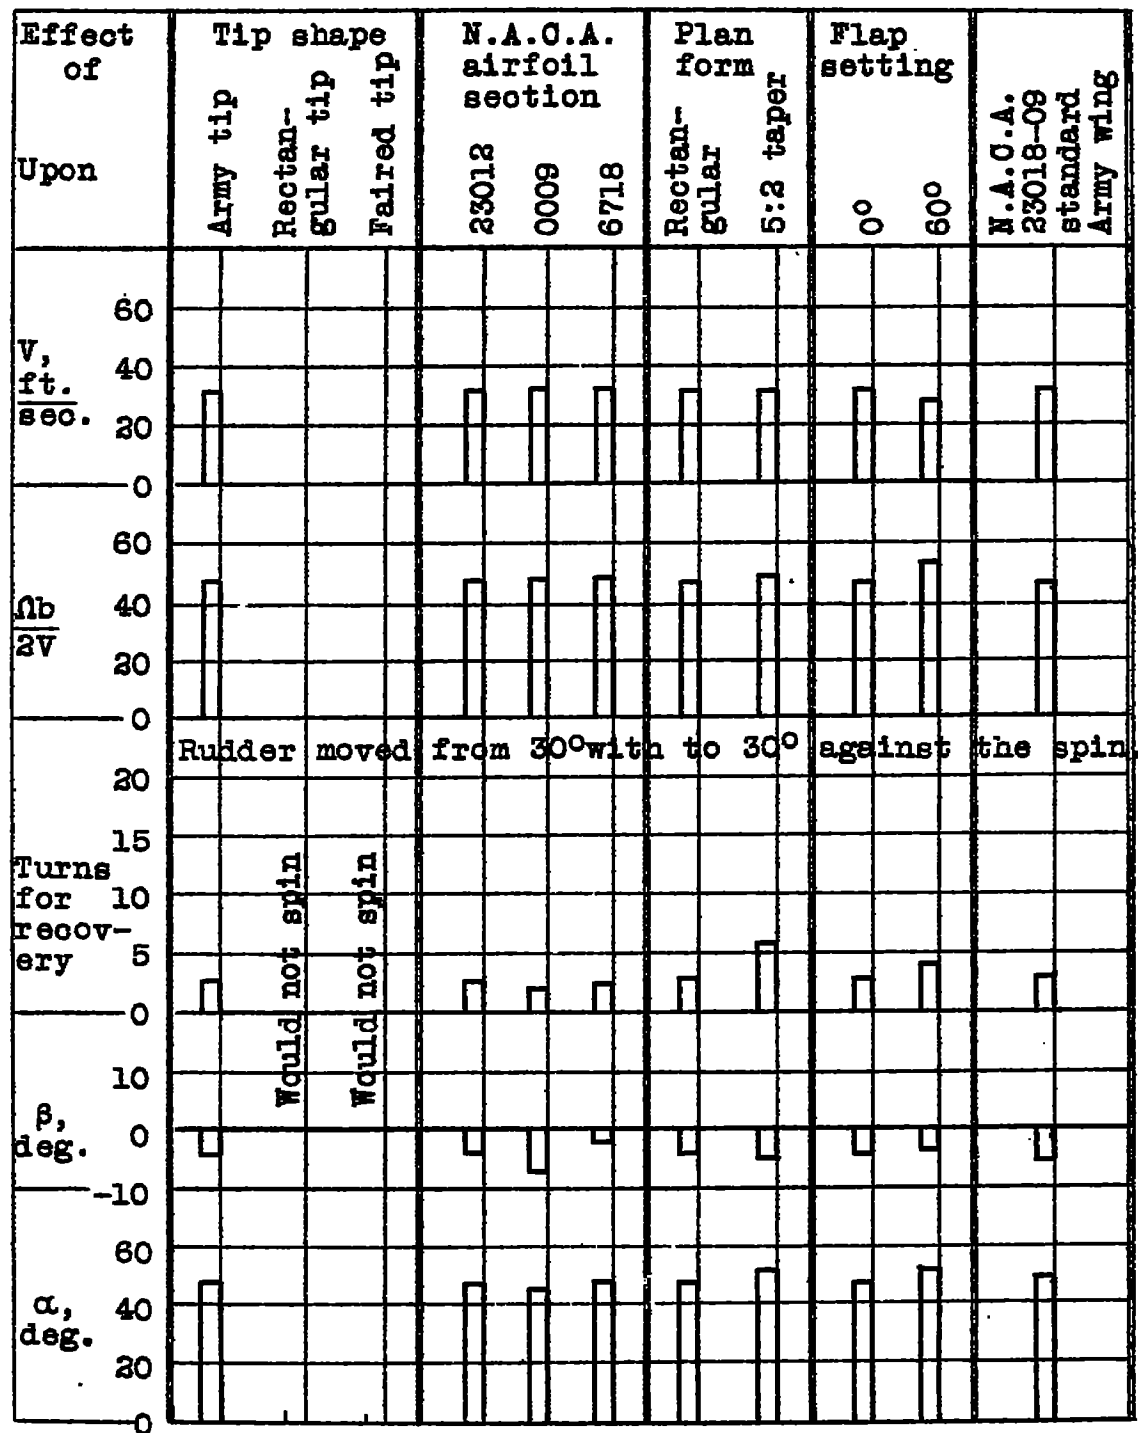 Effect of
Upon
Tip shape
Army tip
Rectan-
gular tip
Faired tip
N.A.C.A.
airfoil
section
23012
0009
6718
Plan
form
Rectan-
gular
5:2 taper
Flap
setting
0°
60°
N.A.C.A.
23018-09
standard
Army wing
V,
ft.
sec.
60
40
20
0
Ωb
2V
60
40
20
0
Rudder moved from 30° with to 30° against the spin.
Turns
for
recov-
ery
20
15
10
5
0
Would not spin
Would not spin
β,
deg.
10
0
-10
α,
deg.
60
40
20
0